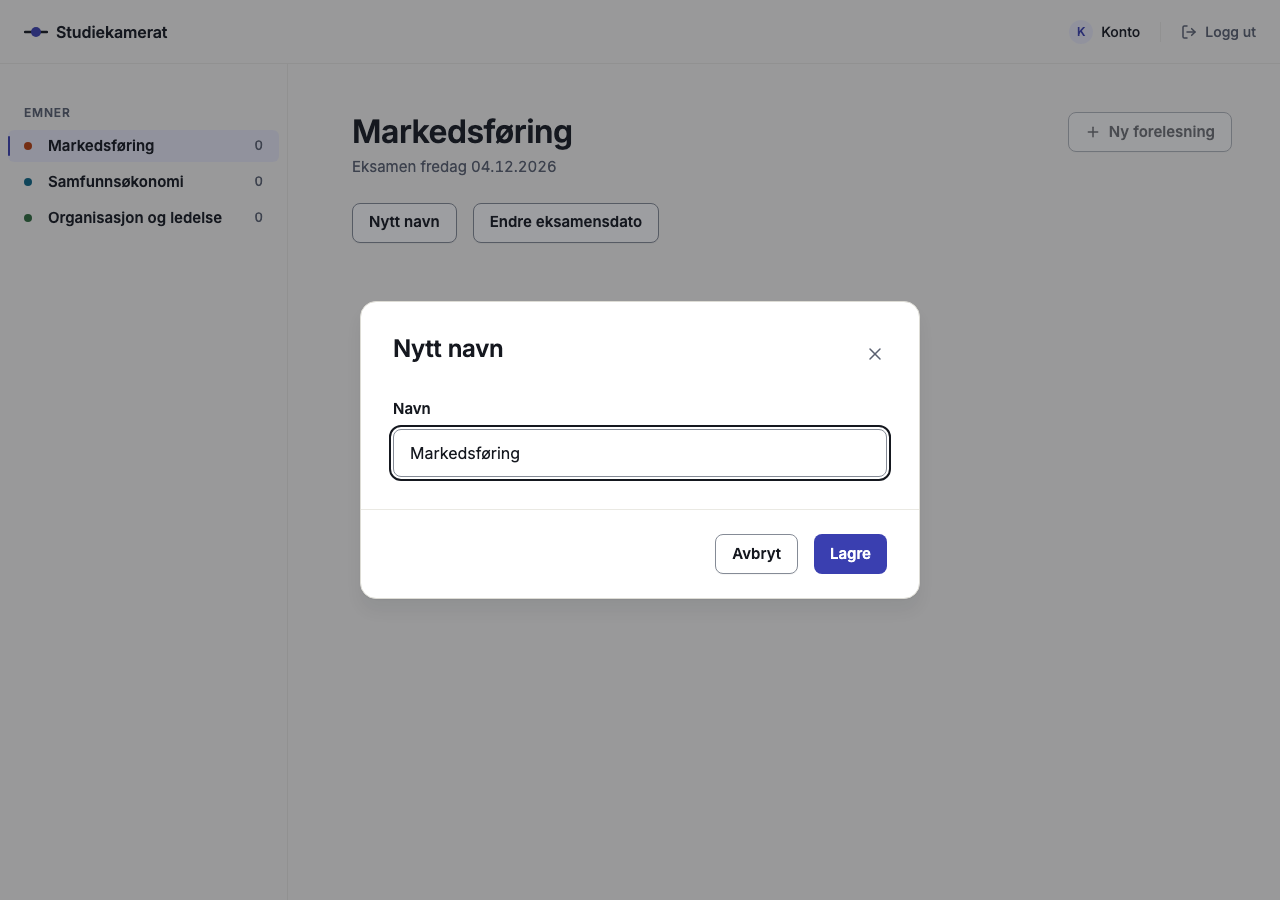 Studiekamerat
K Konto
Logg ut
EMNER
Markedsføring 0
Samfunnsøkonomi 0
Organisasjon og ledelse 0
Markedsføring
Ny forelesning
Eksamen fredag 04.12.2026
Nytt navn
Endre eksamensdato
Nytt navn
Navn
Markedsføring
Avbryt
Lagre